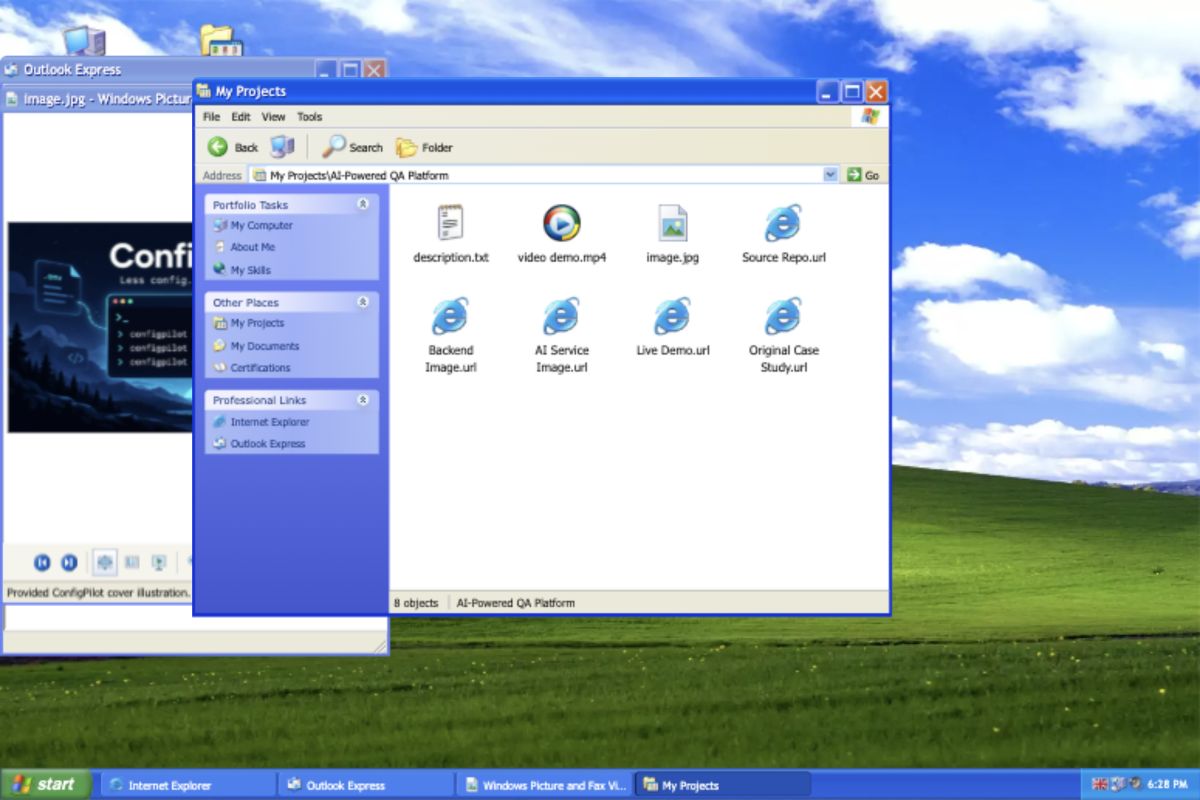 Outlook Express
image.jpg - Windows Pictur
Confi
Less config.
>_
> configpilot
> configpilot
> configpilot
Provided ConfigPilot cover illustration.
My Projects
File Edit View Tools
Back Search Folder
Address My Projects\AI-Powered QA Platform Go
Portfolio Tasks
My Computer
About Me
My Skills
Other Places
My Projects
My Documents
Certifications
Professional Links
Internet Explorer
Outlook Express
description.txt video demo.mp4 image.jpg Source Repo.url
Backend AI Service Live Demo.url Original Case
Image.url Image.url Study.url
8 objects AI-Powered QA Platform
start Internet Explorer Outlook Express Windows Picture and Fax Vi... My Projects 6:28 PM